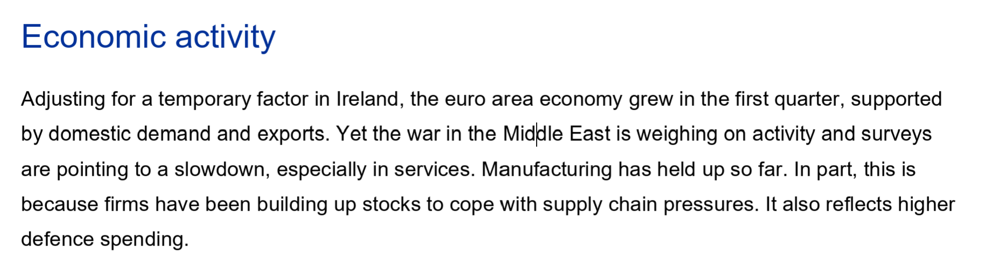 Economic activity
Adjusting for a temporary factor in Ireland, the euro area economy grew in the first quarter, supported
by domestic demand and exports. Yet the war in the Middle East is weighing on activity and surveys
are pointing to a slowdown, especially in services. Manufacturing has held up so far. In part, this is
because firms have been building up stocks to cope with supply chain pressures. It also reflects higher
defence spending.